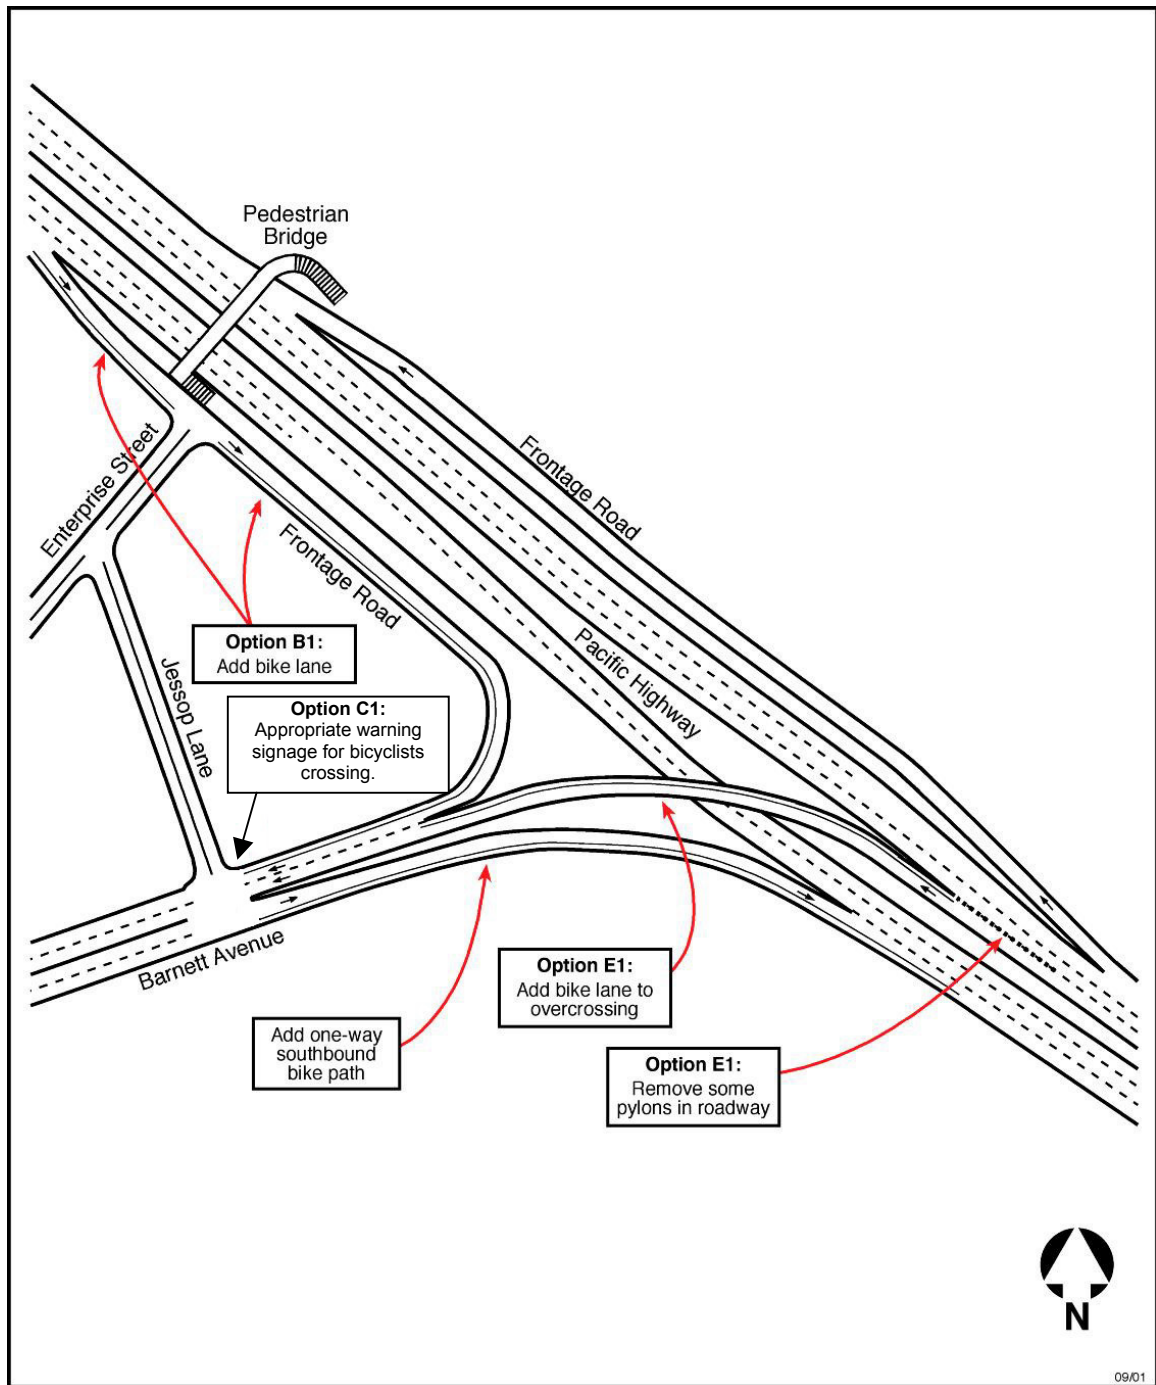 Pedestrian
Bridge
Enterprise Street
Frontage Road
Frontage Road
Option B1:
Add bike lane
Jessop Lane
Pacific Highway
Option C1:
Appropriate warning
signage for bicyclists
crossing.
Barnett Avenue
Option E1:
Add bike lane to
overcrossing
Add one-way
southbound
bike path
Option E1:
Remove some
pylons in roadway
N
09/01